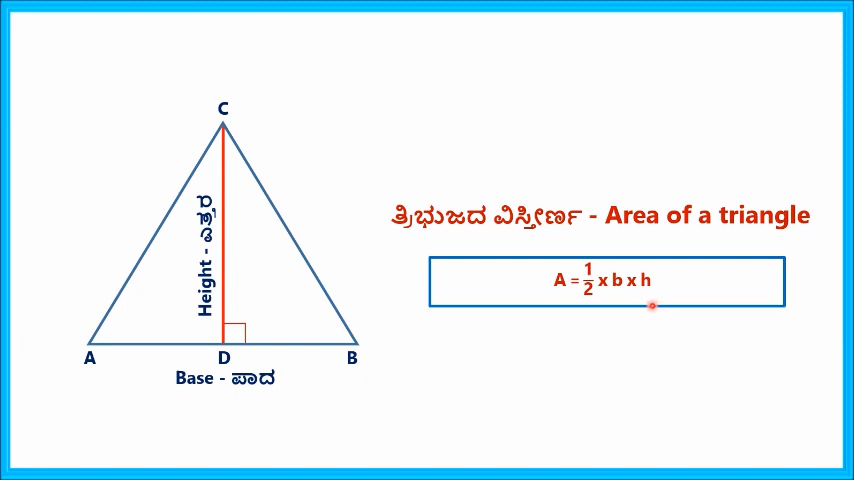 C
Height - ಎತ್ತರ
A
D
B
Base - ಪಾದ
ತ್ರಿಭುಜದ ವಿಸ್ತೀರ್ಣ - Area of a triangle
A = 1/2 x b x h